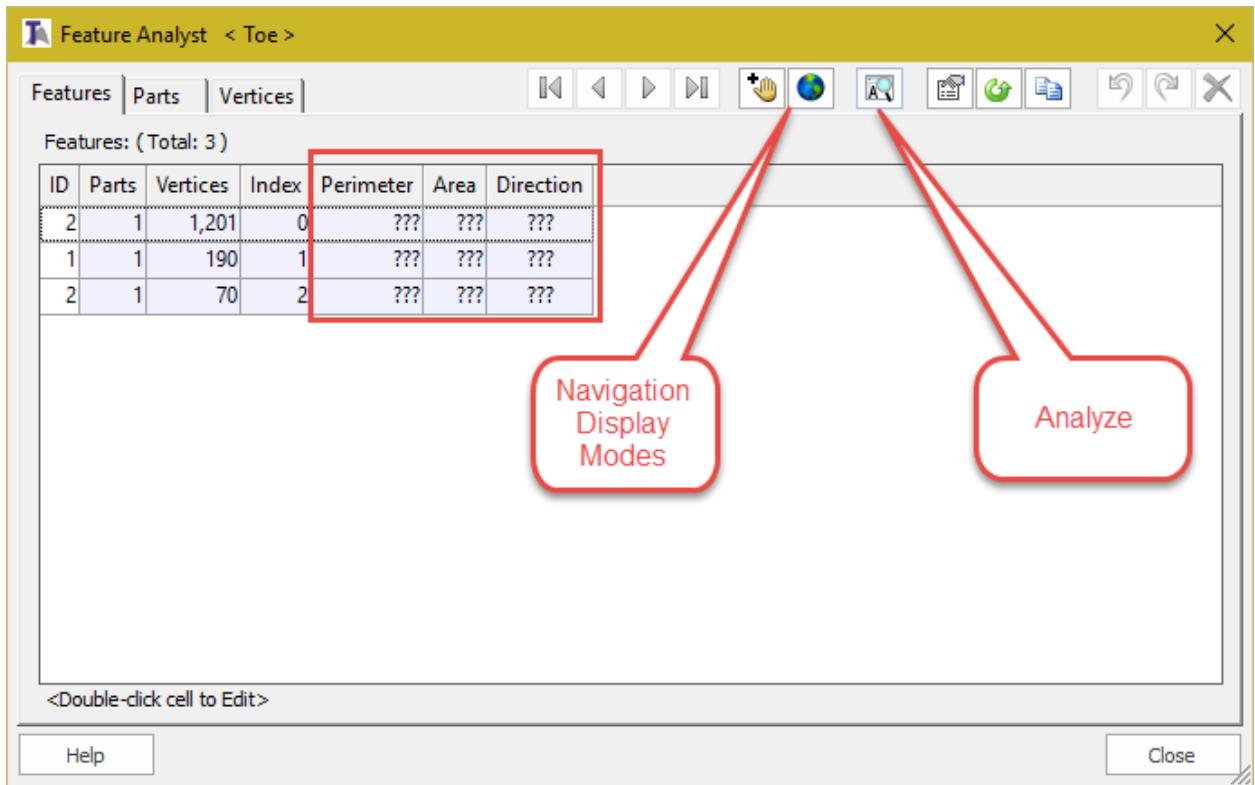 Feature Analyst < Toe >
Features Parts Vertices
Features: ( Total: 3 )
ID Parts Vertices Index Perimeter Area Direction
2 1 1,201 0 ??? ??? ???
1 1 190 1 ??? ??? ???
2 1 70 2 ??? ??? ???
Navigation
Display
Modes
Analyze
<Double-click cell to Edit>
Help Close